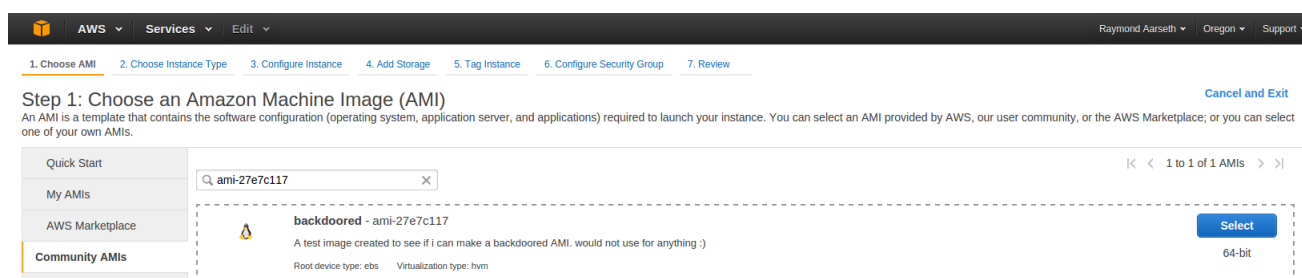 AWS Services Edit Raymond Aarseth Oregon Support
1. Choose AMI 2. Choose Instance Type 3. Configure Instance 4. Add Storage 5. Tag Instance 6. Configure Security Group 7. Review
Step 1: Choose an Amazon Machine Image (AMI)
Cancel and Exit
An AMI is a template that contains the software configuration (operating system, application server, and applications) required to launch your instance. You can select an AMI provided by AWS, our user community, or the AWS Marketplace; or you can select
one of your own AMIs.
Quick Start
My AMIs
AWS Marketplace
Community AMIs
ami-27e7c117
1 to 1 of 1 AMIs
backdoored - ami-27e7c117
A test image created to see if i can make a backdoored AMI. would not use for anything :)
Root device type: ebs Virtualization type: hvm
Select
64-bit